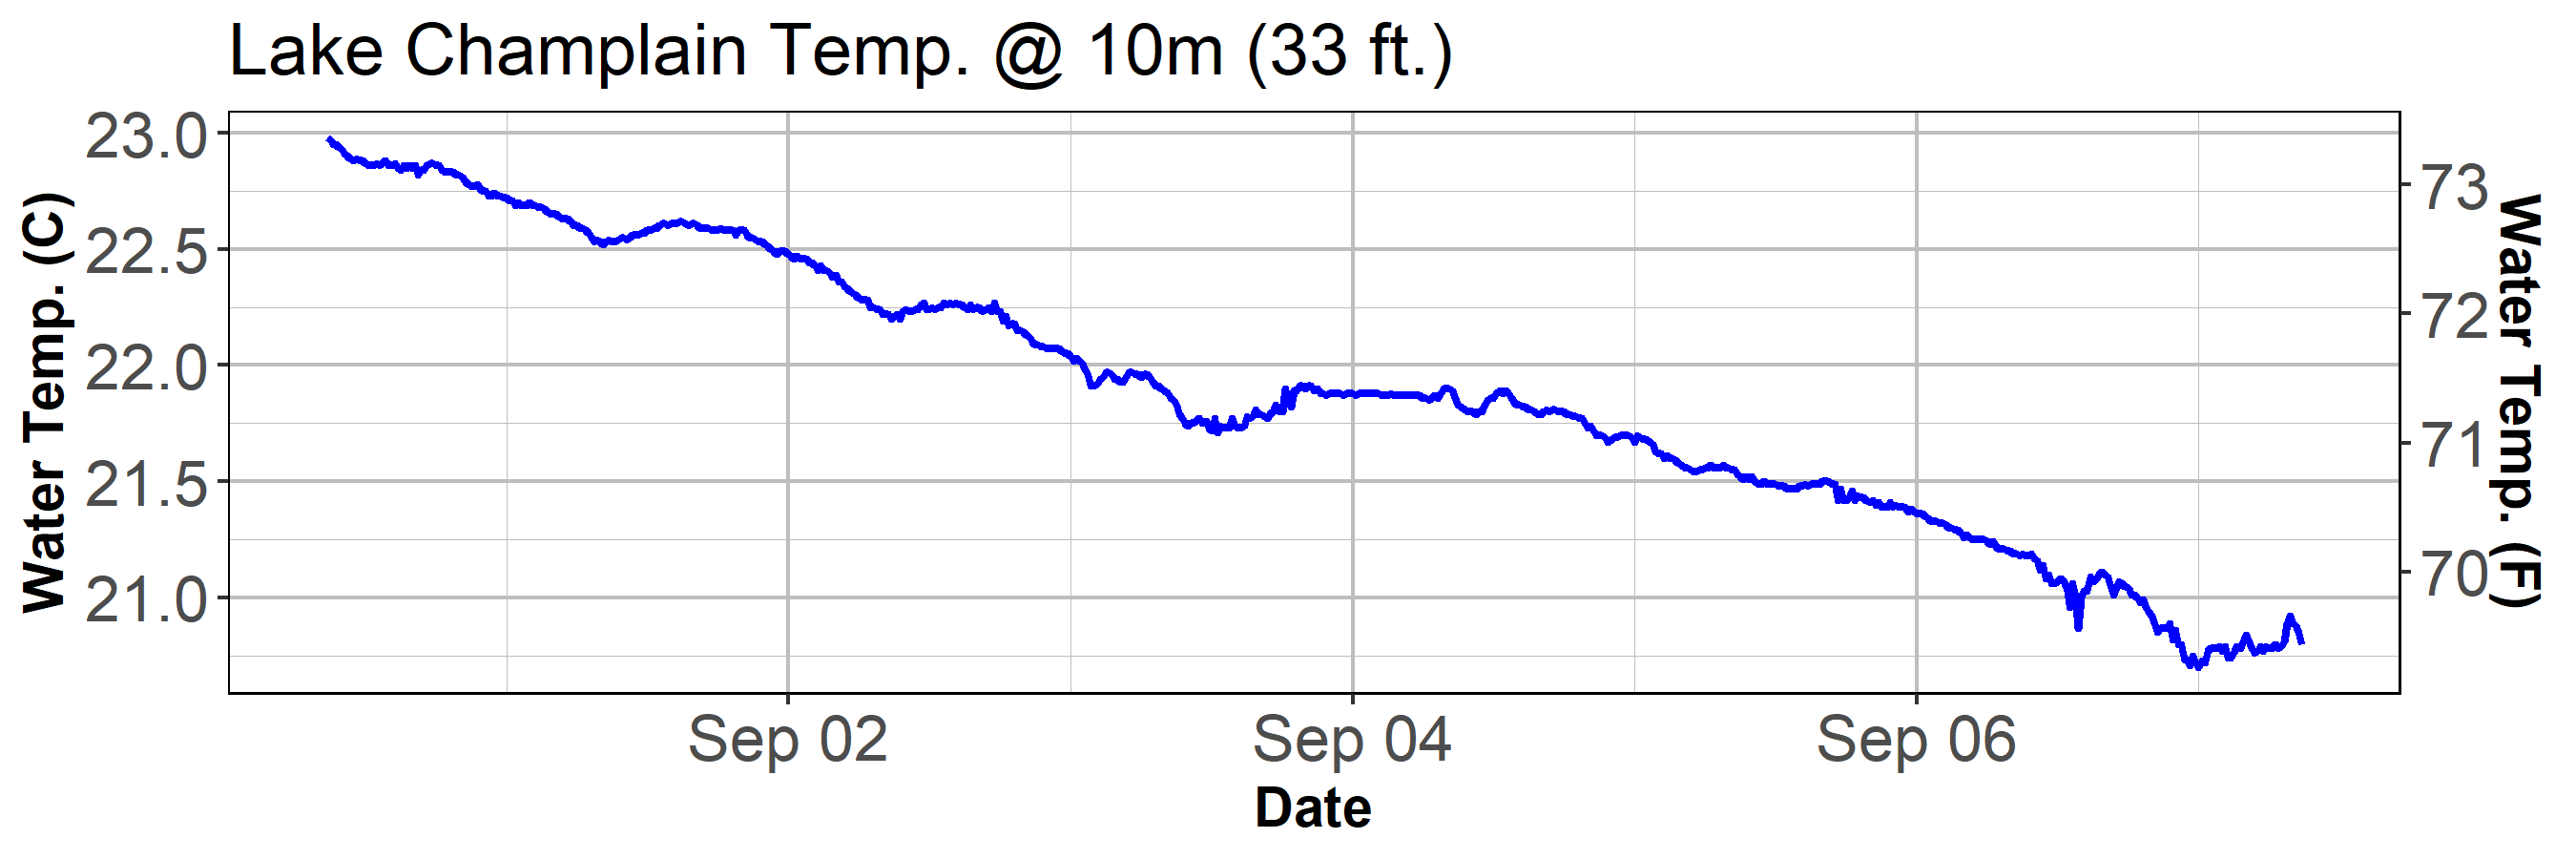 Lake Champlain Temp. @ 10m (33 ft.)
Water Temp. (C)
23.0
22.5
22.0
21.5
21.0
73
72
71
70
Water Temp. (F)
Sep 02 Sep 04 Sep 06
Date